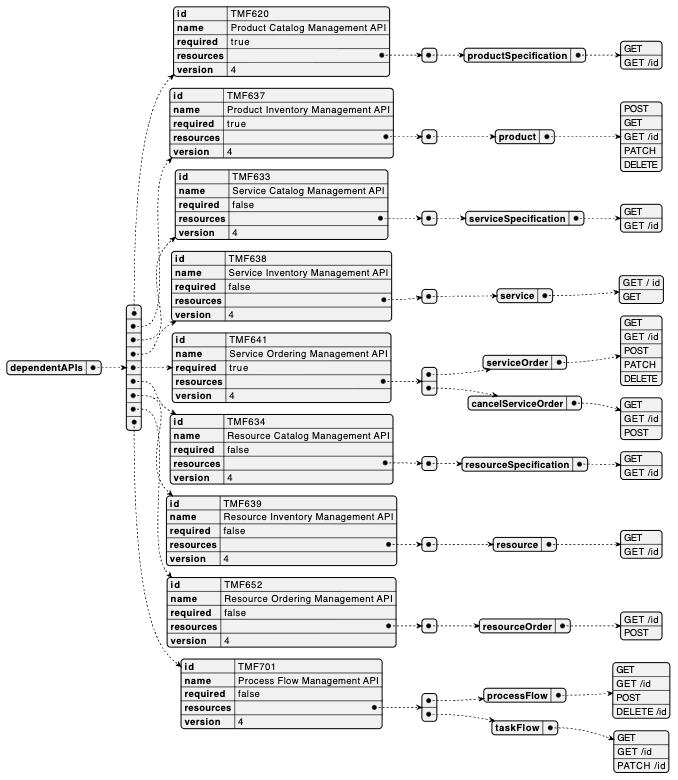 dependentAPIs
id TMF620
name Product Catalog Management API
required true
resources
version 4
productSpecification
GET
GET /id
id TMF637
name Product Inventory Management API
required true
resources
version 4
product
POST
GET
GET /id
PATCH
DELETE
id TMF633
name Service Catalog Management API
required false
resources
version 4
serviceSpecification
GET
GET /id
id TMF638
name Service Inventory Management API
required false
resources
version 4
service
GET / id
GET
id TMF641
name Service Ordering Management API
required true
resources
version 4
serviceOrder
GET
GET /id
POST
PATCH
DELETE
cancelServiceOrder
GET
GET /id
POST
id TMF634
name Resource Catalog Management API
required false
resources
version 4
resourceSpecification
GET
GET /id
id TMF639
name Resource Inventory Management API
required false
resources
version 4
resource
GET
GET /id
id TMF652
name Resource Ordering Management API
required false
resources
version 4
resourceOrder
GET /id
POST
id TMF701
name Process Flow Management API
required false
resources
version 4
processFlow
GET
GET /id
POST
DELETE /id
taskFlow
GET
GET /id
PATCH /id